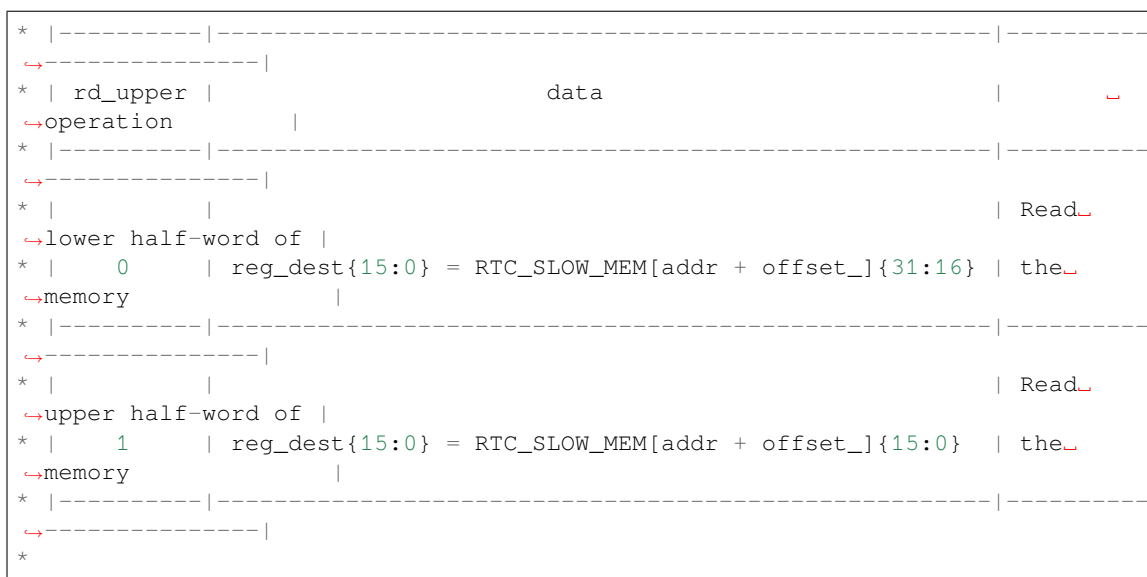 * |----------|-----------------------------------------------------|----------
↪---------------|
* | rd_upper |                       data                          |       ␣
↪operation        |
* |----------|-----------------------------------------------------|----------
↪---------------|
* |          |                                                     | Read␣
↪lower half-word of |
* |    0     | reg_dest{15:0} = RTC_SLOW_MEM[addr + offset_]{31:16} | the␣
↪memory              |
* |----------|-----------------------------------------------------|----------
↪---------------|
* |          |                                                     | Read␣
↪upper half-word of |
* |    1     | reg_dest{15:0} = RTC_SLOW_MEM[addr + offset_]{15:0}  | the␣
↪memory              |
* |----------|-----------------------------------------------------|----------
↪---------------|
*